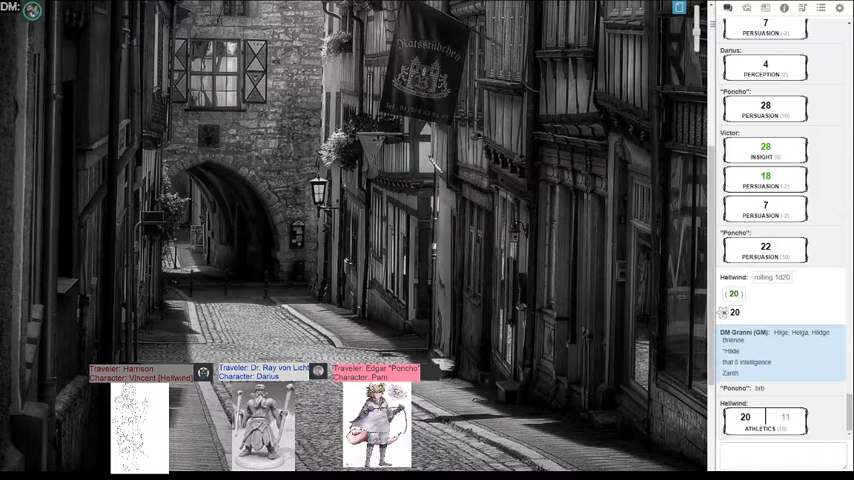 DM:
Ratsstübchen
Traveler: Harrison
Character: Vincent [Hellwind]
Traveler: Dr. Ray von Licht
Character: Darius
Traveler: Edgar "Poncho"
Character: Pam
7
PERSUASION (-2)
Darius:
4
PERCEPTION (2)
"Poncho":
28
PERSUASION (19)
Victor:
28
INSIGHT (8)
18
PERSUASION (-2)
7
PERSUASION (-2)
"Poncho":
22
PERSUASION (19)
Hellwind: rolling 1d20
( 20 )
20
DM Granni (GM): Hilge, Helga, Hildge,
Brienne
*Hilde
that 5 intelligence
Zanth
"Poncho": brb
Hellwind:
20 11
ATHLETICS (10)